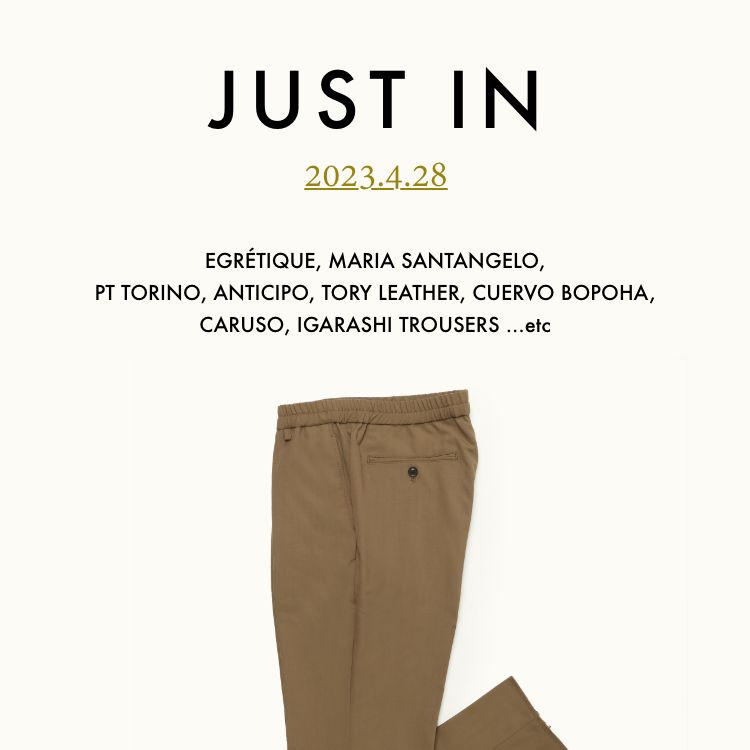 JUST IN
2023.4.28
EGRÉTIQUE, MARIA SANTANGELO,
PT TORINO, ANTICIPO, TORY LEATHER, CUERVO BOPOHA,
CARUSO, IGARASHI TROUSERS ...etc